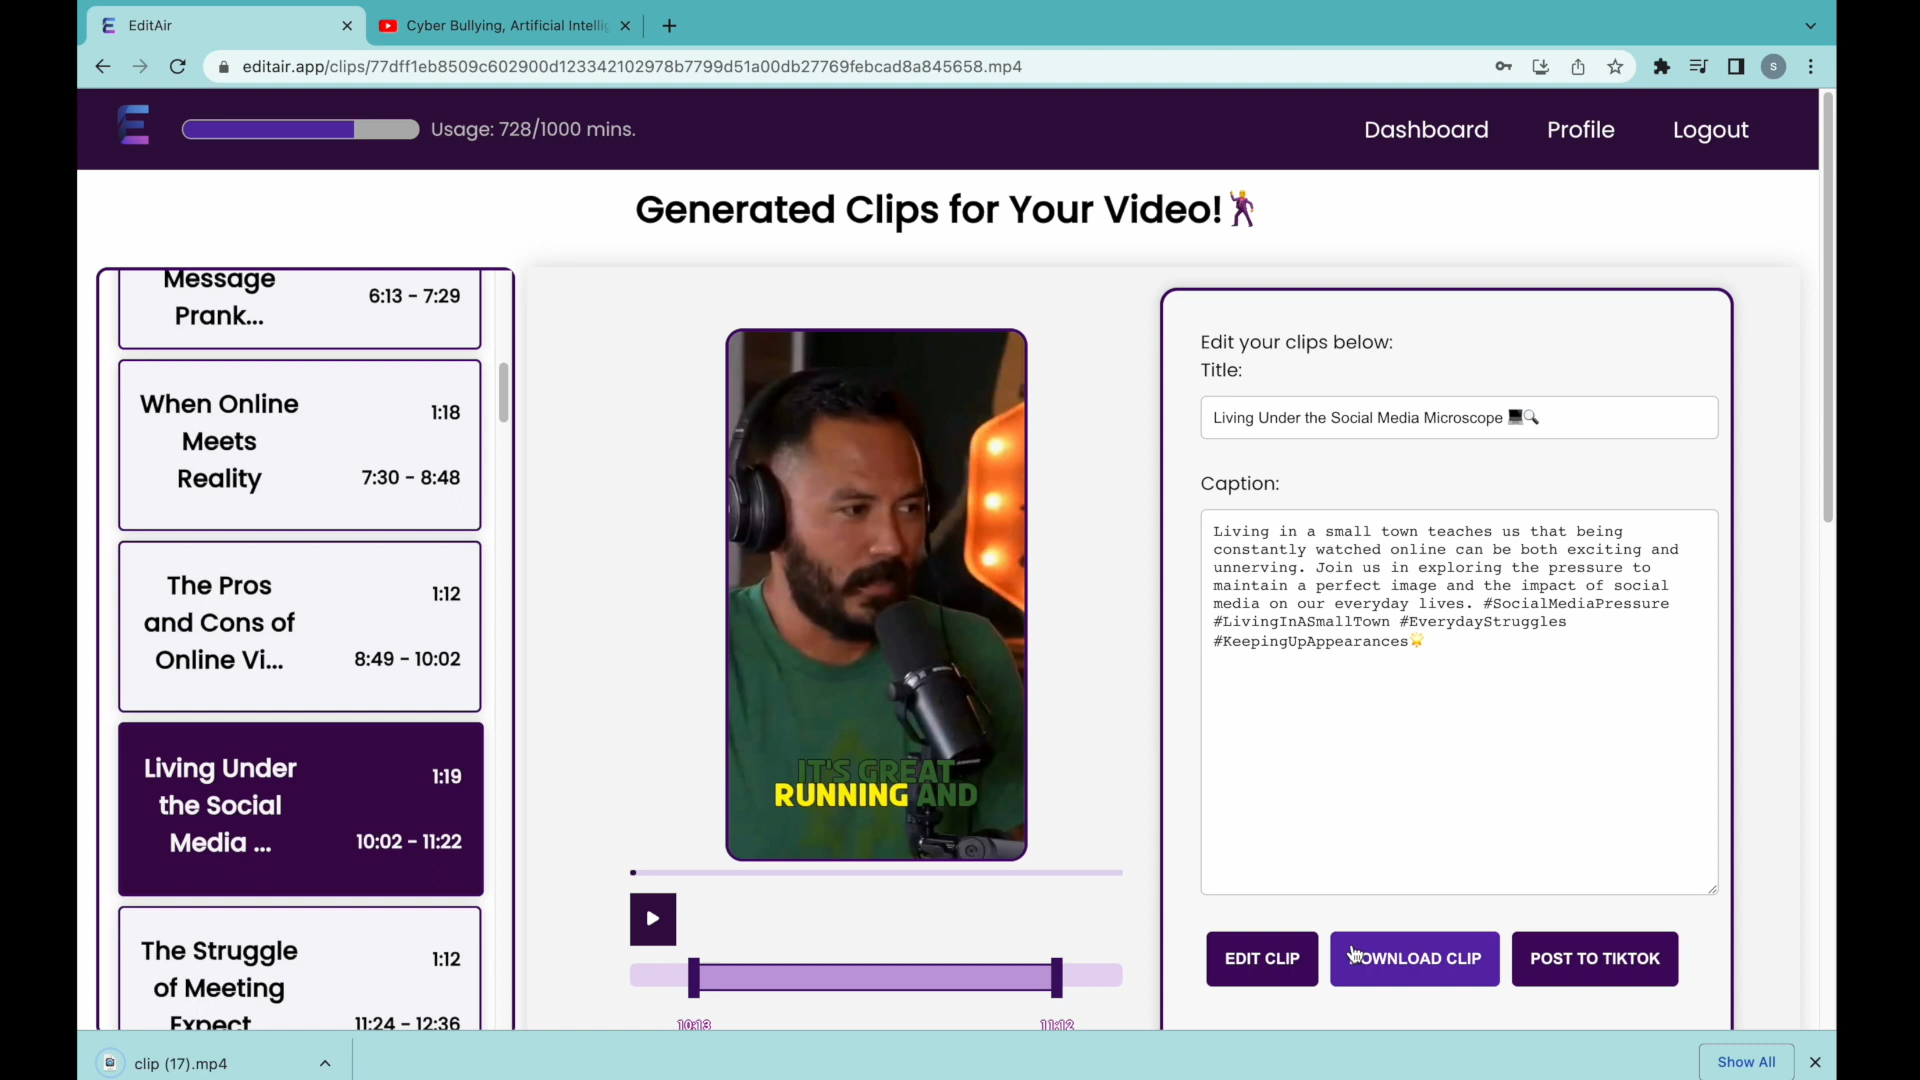 EditAir
Cyber Bullying, Artificial Intellig
editair.app/clips/77dff1eb8509c602900d123342102978b7799d51a00db27769febcad8a845658.mp4
S
E
Usage: 728/1000 mins.
Dashboard
Profile
Logout
Generated Clips for Your Video!🕺
Message
Prank...
6:13 - 7:29
When Online
Meets
Reality
1:18
7:30 - 8:48
The Pros
and Cons of
Online Vi...
1:12
8:49 - 10:02
Living Under
the Social
Media ...
1:19
10:02 - 11:22
The Struggle
of Meeting
Expect
1:12
11:24 - 12:36
IT'S GREAT
RUNNING AND
10:13
11:12
Edit your clips below:
Title:
Living Under the Social Media Microscope 💻🔍
Caption:
Living in a small town teaches us that being
constantly watched online can be both exciting and
unnerving. Join us in exploring the pressure to
maintain a perfect image and the impact of social
media on our everyday lives. #SocialMediaPressure
#LivingInASmallTown #EverydayStruggles
#KeepingUpAppearances🌟
EDIT CLIP
DOWNLOAD CLIP
POST TO TIKTOK
clip (17).mp4
Show All